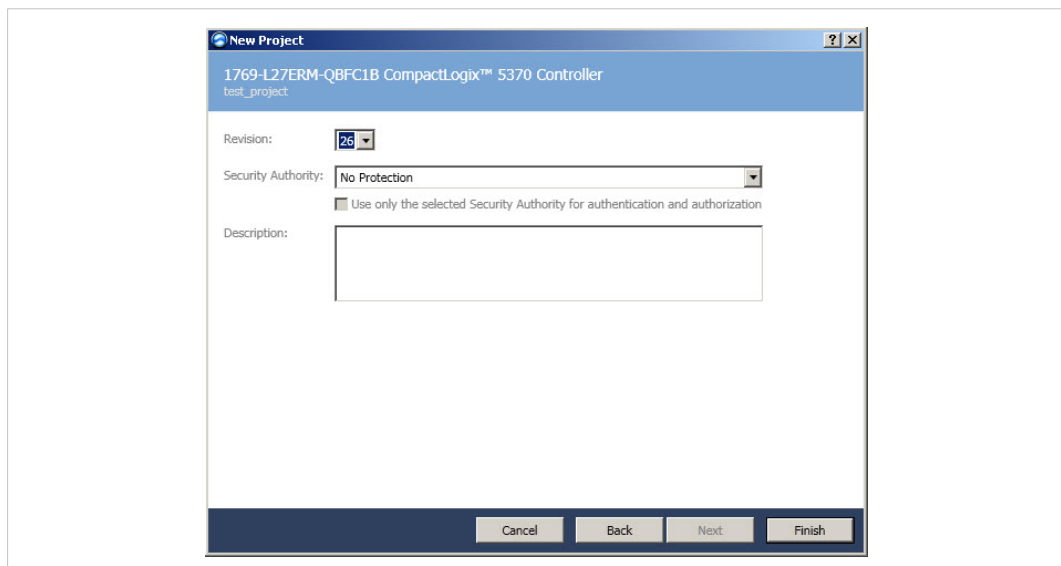 New Project
1769-L27ERM-QBFC1B CompactLogix™ 5370 Controller
test_project
Revision: 26
Security Authority: No Protection
Use only the selected Security Authority for authentication and authorization
Description:
Cancel Back Next Finish